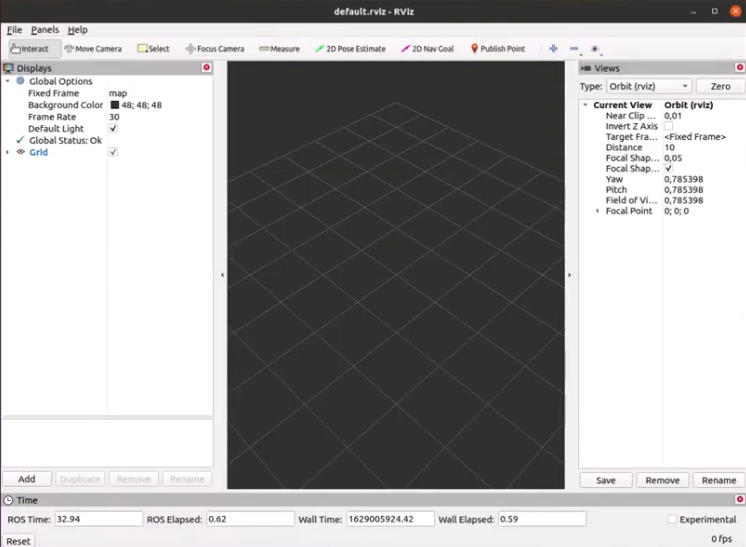 default.rviz - RViz
File Panels Help
Interact Move Camera Select Focus Camera Measure 2D Pose Estimate 2D Nav Goal Publish Point
Displays
Global Options
Fixed Frame map
Background Color 48; 48; 48
Frame Rate 30
Default Light
Global Status: Ok
Grid
Add Duplicate Remove Rename
Views
Type: Orbit (rviz) Zero
Current View Orbit (rviz)
Near Clip ... 0,01
Invert Z Axis
Target Fra... <Fixed Frame>
Distance 10
Focal Shap... 0,05
Focal Shap...
Yaw 0,785398
Pitch 0,785398
Field of Vi... 0,785398
Focal Point 0; 0; 0
Save Remove Rename
Time
ROS Time: 32.94 ROS Elapsed: 0.62 Wall Time: 1629005924.42 Wall Elapsed: 0.59 Experimental
Reset 0 fps